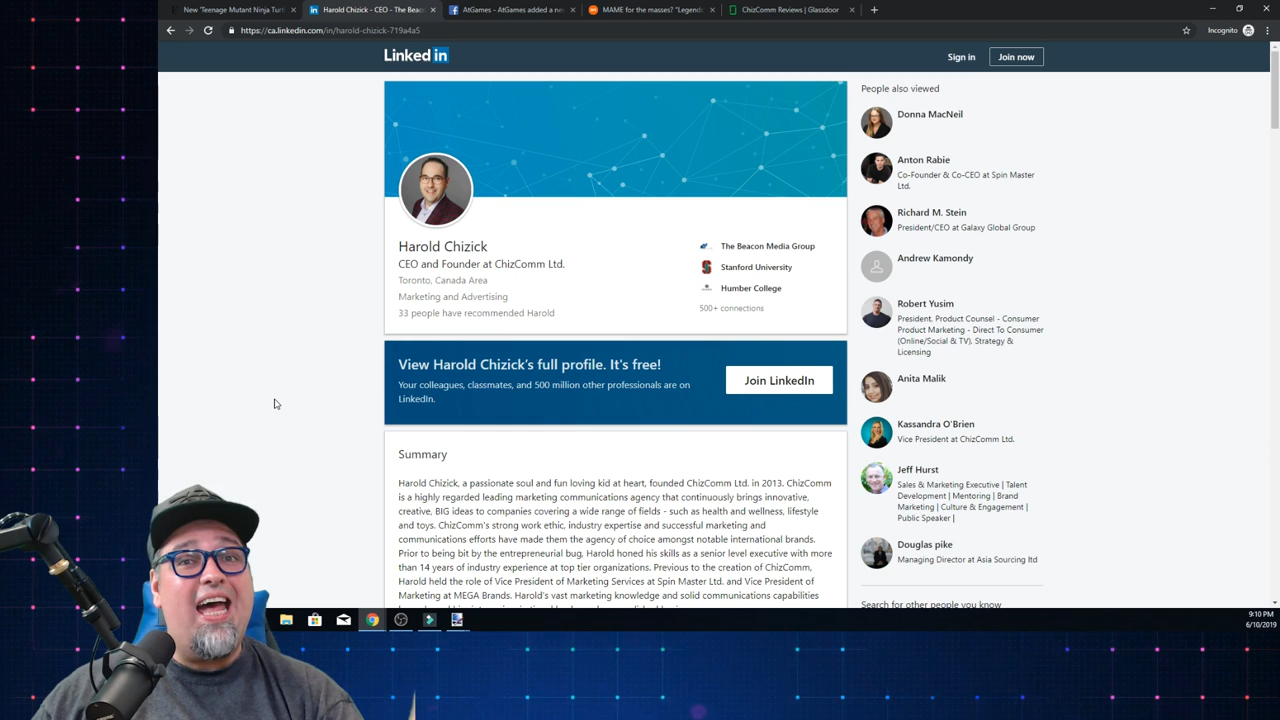 New 'Teenage Mutant Ninja Turt
Harold Chizick - CEO - The Beac
AtGames - AtGames added a ne
MAME for the masses? "Legend
ChizComm Reviews | Glassdoor
https://ca.linkedin.com/in/harold-chizick-719a4a5
Incognito
Linked in
Sign in
Join now
Harold Chizick
CEO and Founder at ChizComm Ltd.
Toronto, Canada Area
Marketing and Advertising
33 people have recommended Harold
The Beacon Media Group
Stanford University
Humber College
500+ connections
View Harold Chizick's full profile. It's free!
Your colleagues, classmates, and 500 million other professionals are on
LinkedIn.
Join LinkedIn
Summary
Harold Chizick, a passionate soul and fun loving kid at heart, founded ChizComm Ltd. in 2013. ChizComm
is a highly regarded leading marketing communications agency that continuously brings innovative,
creative, BIG ideas to companies covering a wide range of fields - such as health and wellness, lifestyle
and toys. ChizComm's strong work ethic, industry expertise and successful marketing and
communications efforts have made them the agency of choice amongst notable international brands.
Prior to being bit by the entrepreneurial bug, Harold honed his skills as a senior level executive with more
than 14 years of industry experience at top tier organizations. Previous to the creation of ChizComm,
Harold held the role of Vice President of Marketing Services at Spin Master Ltd. and Vice President of
Marketing at MEGA Brands. Harold's vast marketing knowledge and solid communications capabilities
People also viewed
Donna MacNeil
Anton Rabie
Co-Founder & Co-CEO at Spin Master
Ltd.
Richard M. Stein
President/CEO at Galaxy Global Group
Andrew Kamondy
Robert Yusim
President, Product Counsel - Consumer
Product Marketing - Direct To Consumer
(Online/Social & TV), Strategy &
Licensing
Anita Malik
Kassandra O'Brien
Vice President at ChizComm Ltd.
Jeff Hurst
Sales & Marketing Executive | Talent
Development | Mentoring | Brand
Marketing | Culture & Engagement |
Public Speaker |
Douglas pike
Managing Director at Asia Sourcing ltd
Search for other people you know
9:10 PM
6/10/2019